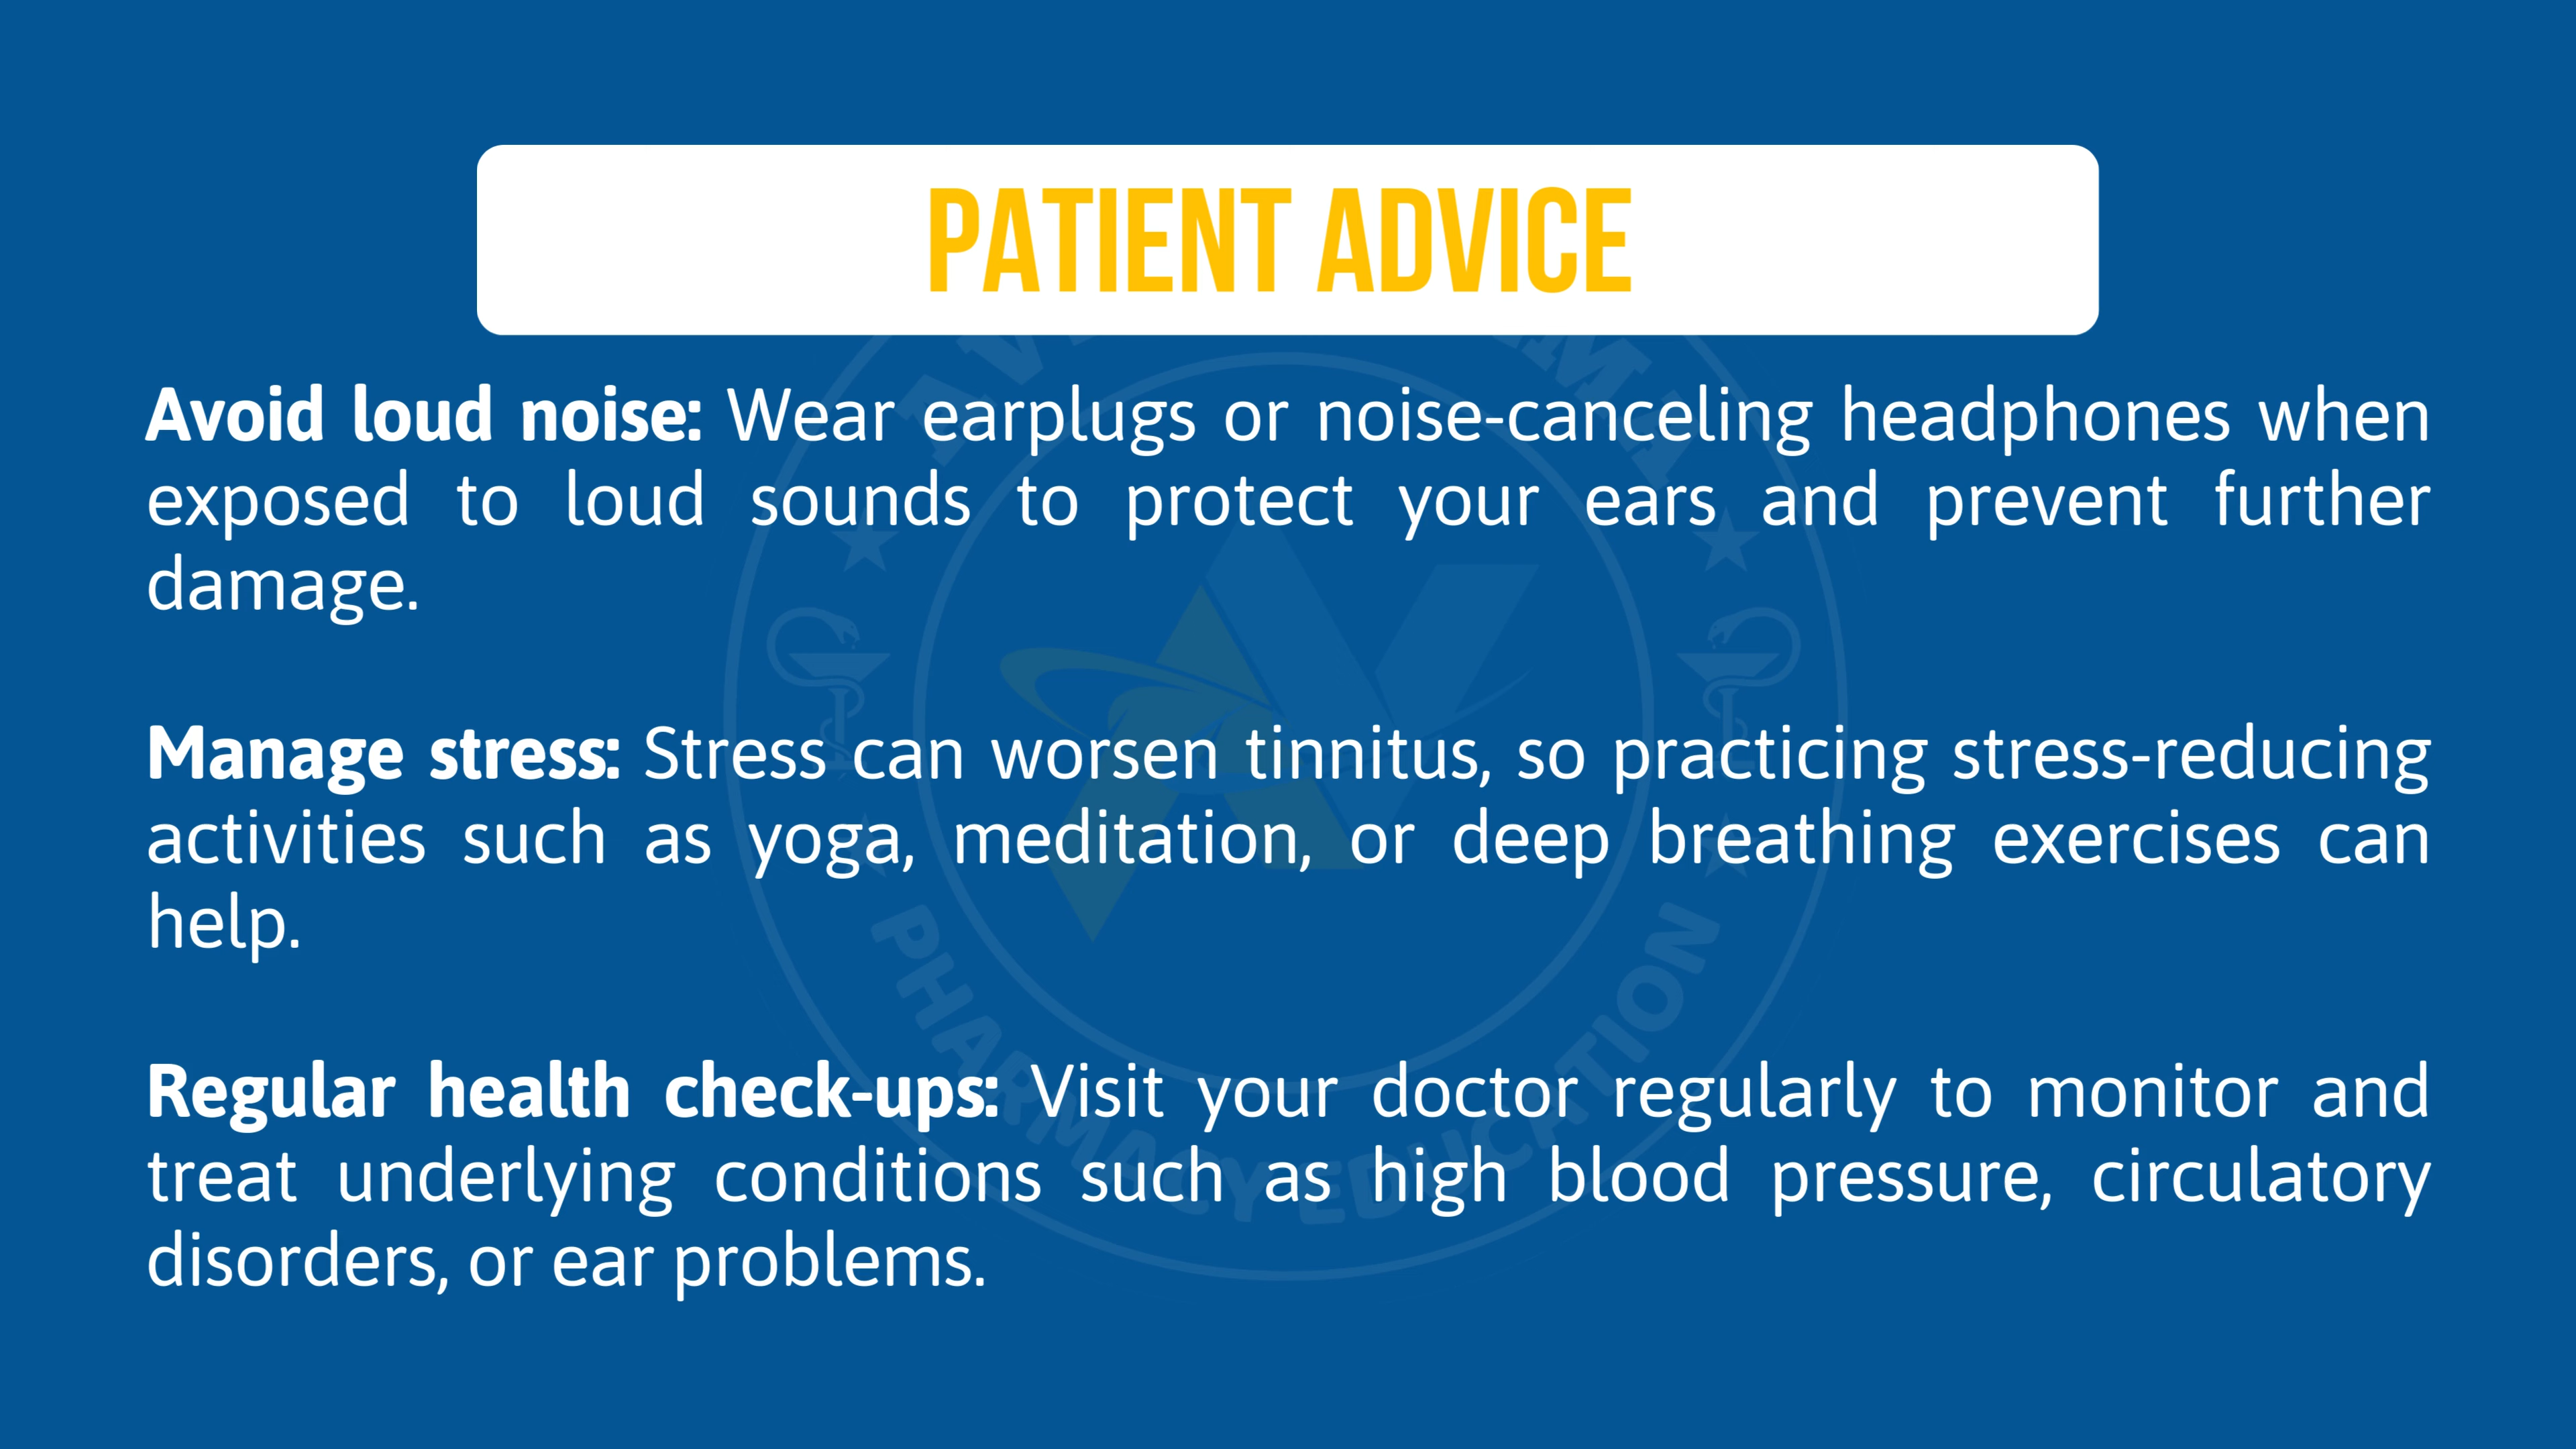 PATIENT ADVICE
Avoid loud noise: Wear earplugs or noise-canceling headphones when
exposed to loud sounds to protect your ears and prevent further
damage.
Manage stress: Stress can worsen tinnitus, so practicing stress-reducing
activities such as yoga, meditation, or deep breathing exercises can
help.
Regular health check-ups: Visit your doctor regularly to monitor and
treat underlying conditions such as high blood pressure, circulatory
disorders, or ear problems.
PHARMACY EDUCATION